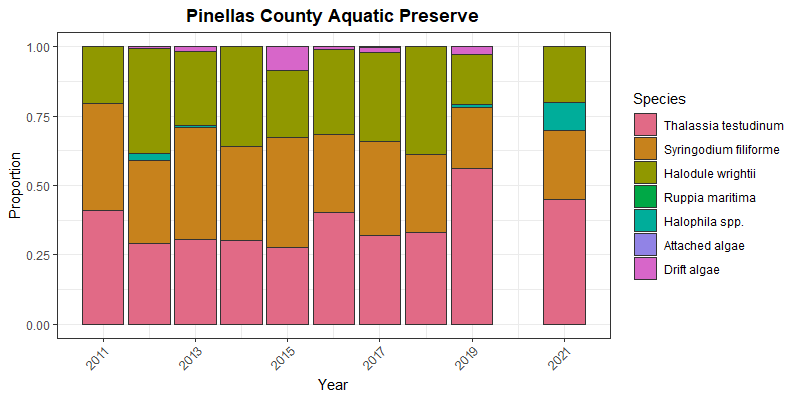 Pinellas County Aquatic Preserve
1.00
0.75
0.50
0.25
0.00
Proportion
2011
2013
2015
2017
2019
2021
Year
Species
Thalassia testudinum
Syringodium filiforme
Halodule wrightii
Ruppia maritima
Halophila spp.
Attached algae
Drift algae